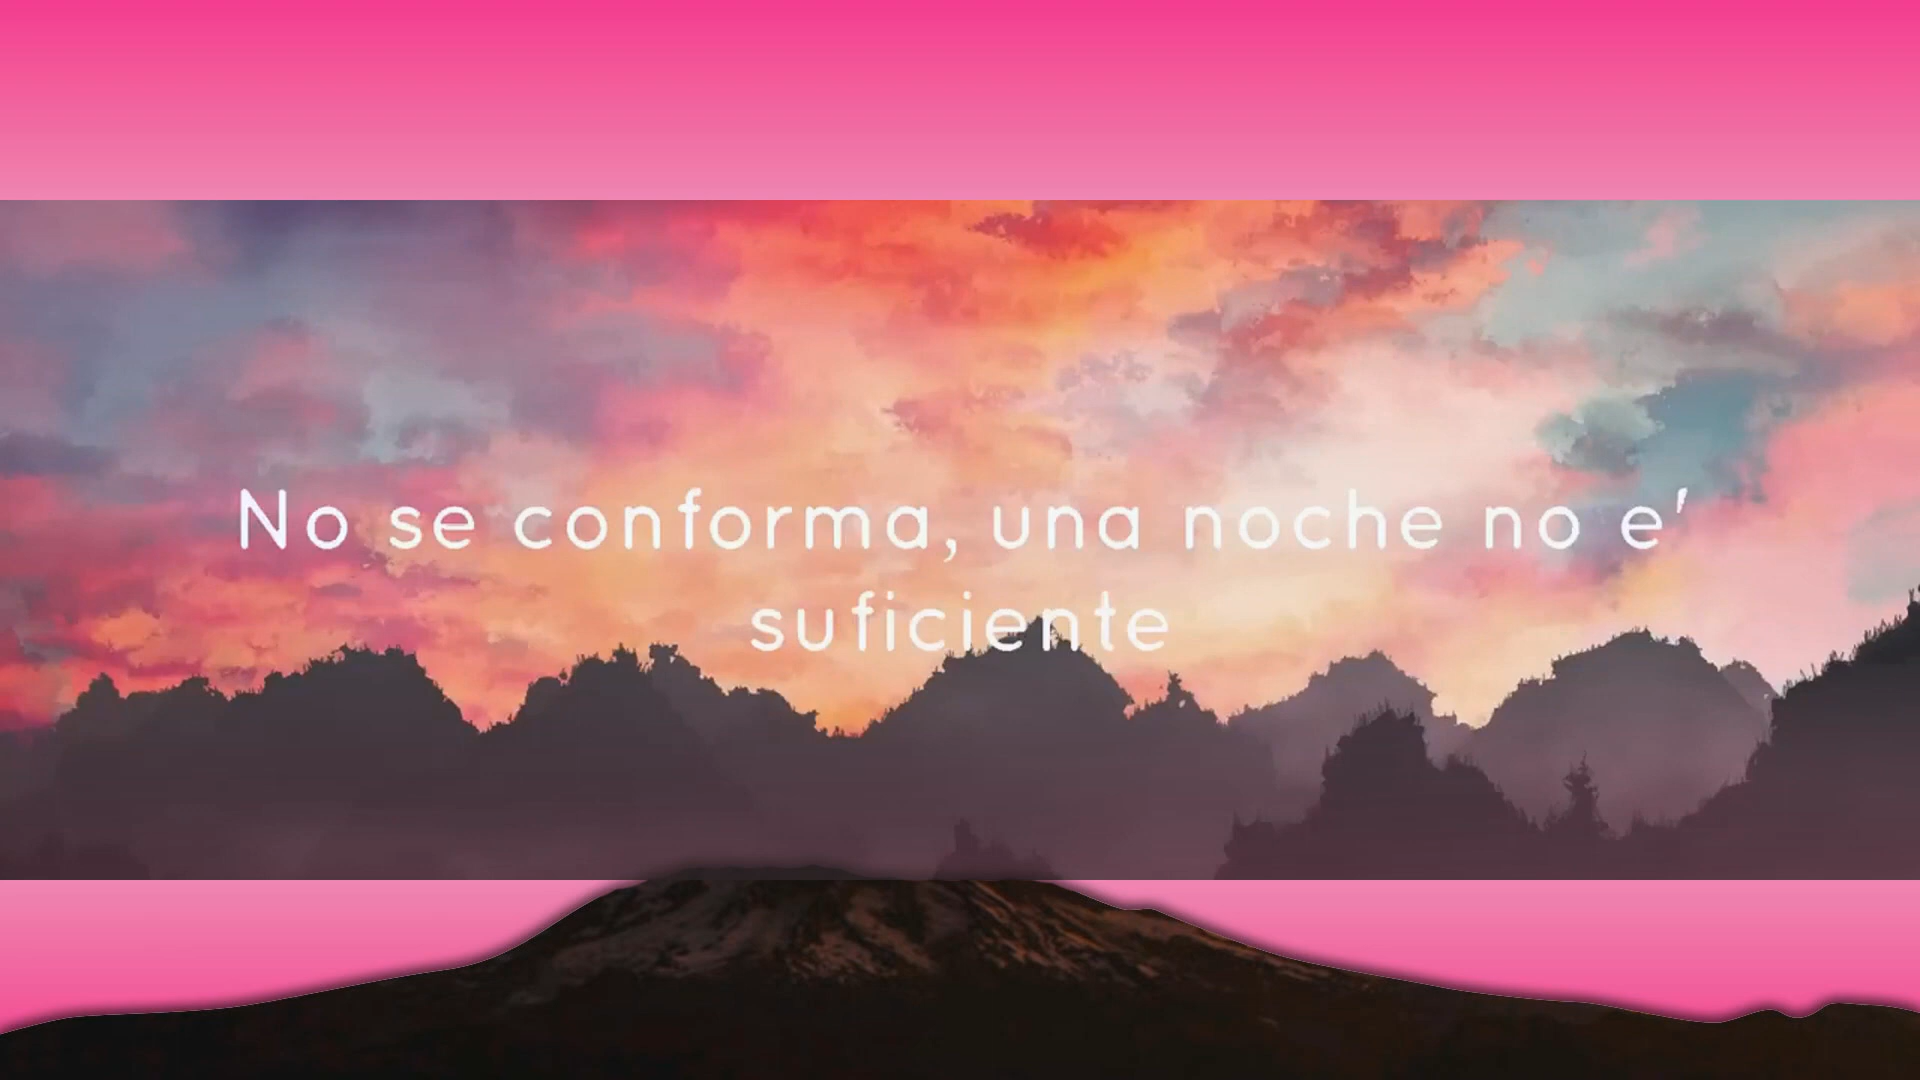 No se conforma, una noche no e'
suficiente